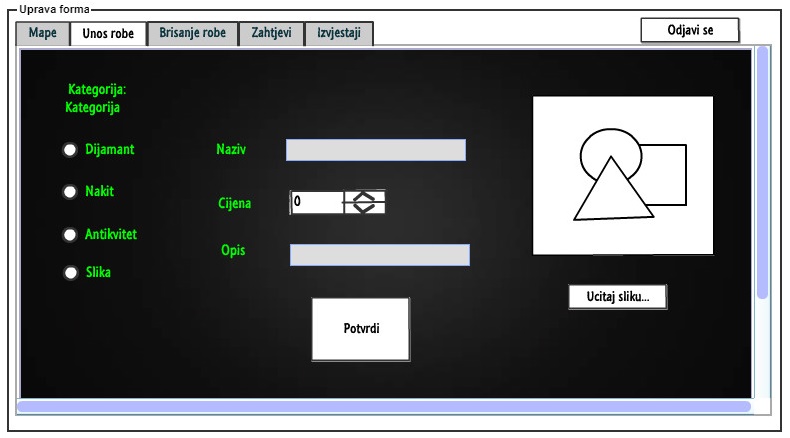 Uprava forma
Mape
Unos robe
Brisanje robe
Zahtjevi
Izvjestaji
Odjavi se
Kategorija:
Kategorija
Dijamant
Naziv
Nakit
Cijena
0
Antikvitet
Opis
Slika
Ucitaj sliku...
Potvrdi